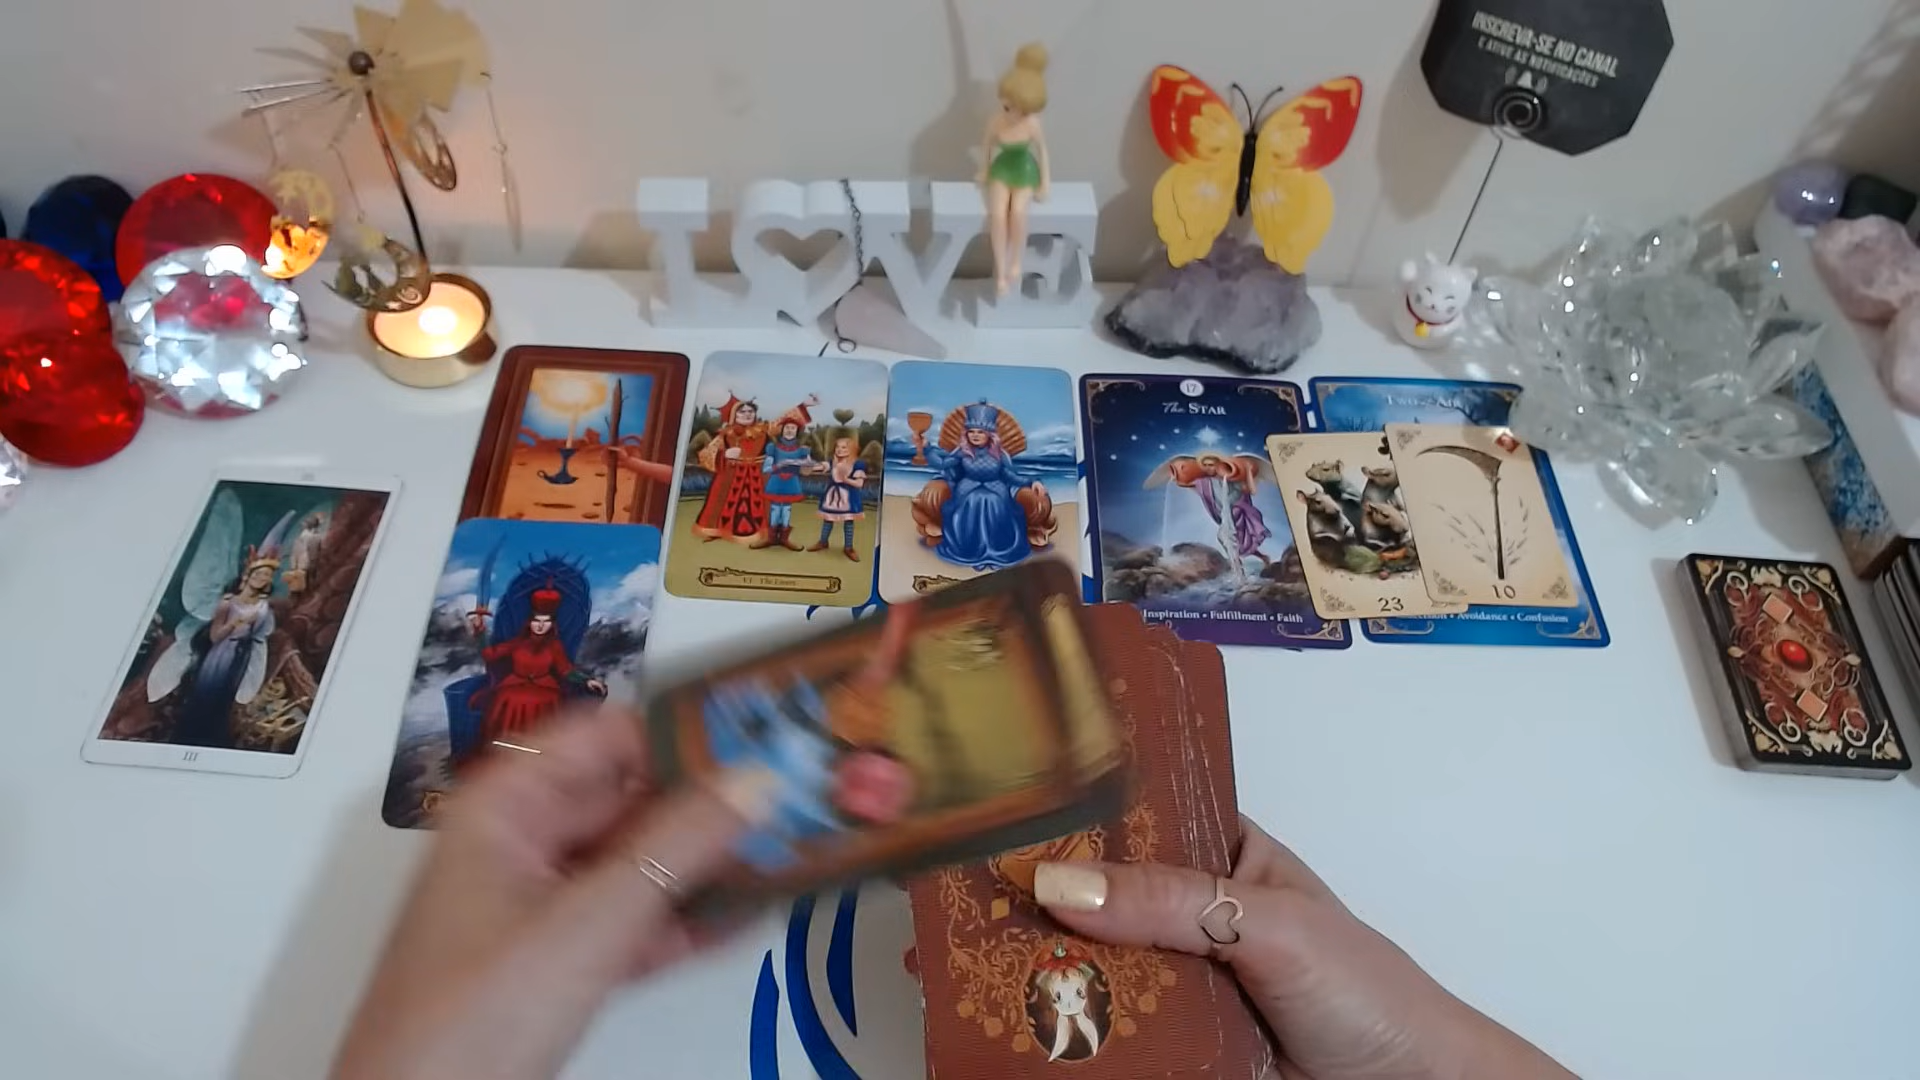 INSCREVA-SE NO CANAL
E ATIVE AS NOTIFICAÇÕES
LOVE
17
The STAR
Inspiration • Fulfillment • Faith
Avoidance • Confusion
VI The Lovers
23
10
III